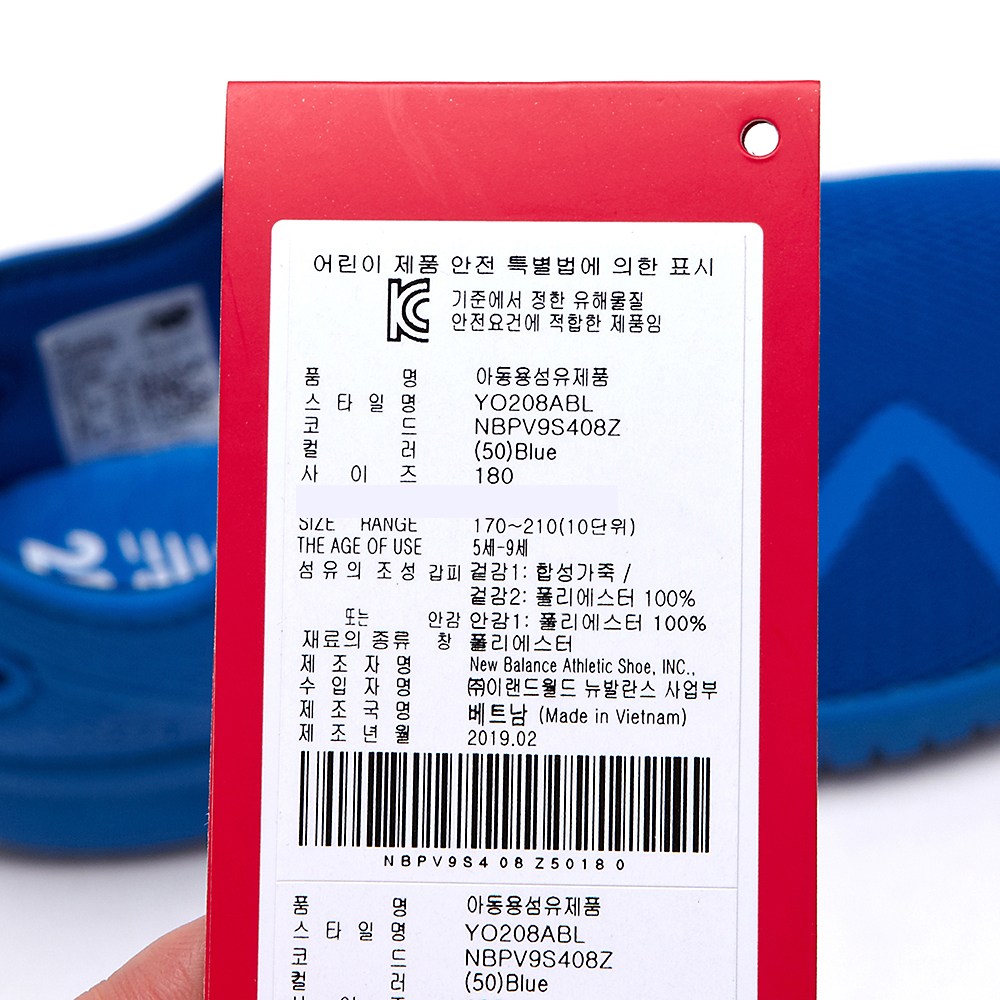 어린이 제품 안전 특별법에 의한 표시
KC
기준에서 정한 유해물질
안전요건에 적합한 제품임
품 명 아동용섬유제품
스 타 일 명 YO208ABL
코 드 NBPV9S408Z
컬 러 (50)Blue
사 이 즈 180
SIZE RANGE 170~210(10단위)
THE AGE OF USE 5세-9세
섬유의 조성 갑피 겉감1: 합성가죽 /
겉감2: 폴리에스터 100%
또는 안감 안감1: 폴리에스터 100%
재료의 종류 창 폴리에스터
제 조 자 명 New Balance Athletic Shoe, INC.,
수 입 자 명 ㈜이랜드월드 뉴발란스 사업부
제 조 국 명 베트남 (Made in Vietnam)
제 조 년 월 2019.02
NBPV9S4 08 Z5018 0
품 명 아동용섬유제품
스 타 일 명 YO208ABL
코 드 NBPV9S408Z
컬 러 (50)Blue